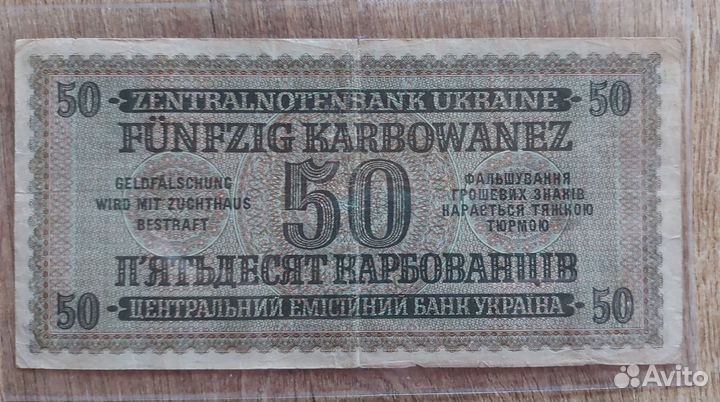 50 ZENTRALNOTENBANK UKRAINE 50
FÜNFZIG KARBOWANEZ
GELDFÄLSCHUNG
WIRD MIT ZUCHTHAUS
BESTRAFT
50
ФАЛЬШУВАННЯ
ГРОШЕВИХ ЗНАКІВ
КАРАЄТЬСЯ ТЯЖКОЮ
ТЮРМОЮ
П'ЯТЬДЕСЯТ КАРБОВАНЦІВ
50 ЦЕНТРАЛЬНИЙ ЕМІСІЙНИЙ БАНК УКРАЇНА 50
Avito